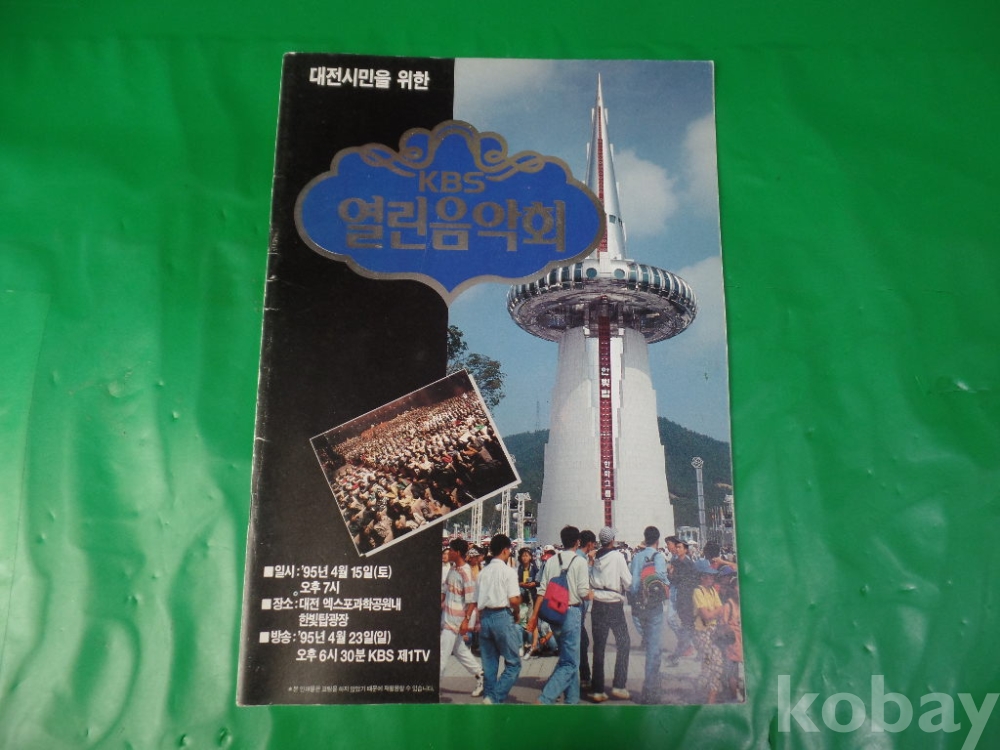 대전시민을 위한
KBS
열린음악회
한빛탑
■일시:'95년 4월 15일(토)
오후 7시
■장소:대전 엑스포과학공원내
한빛탑광장
■방송:'95년 4월 23일(일)
오후 6시 30분 KBS 제1TV
kobay